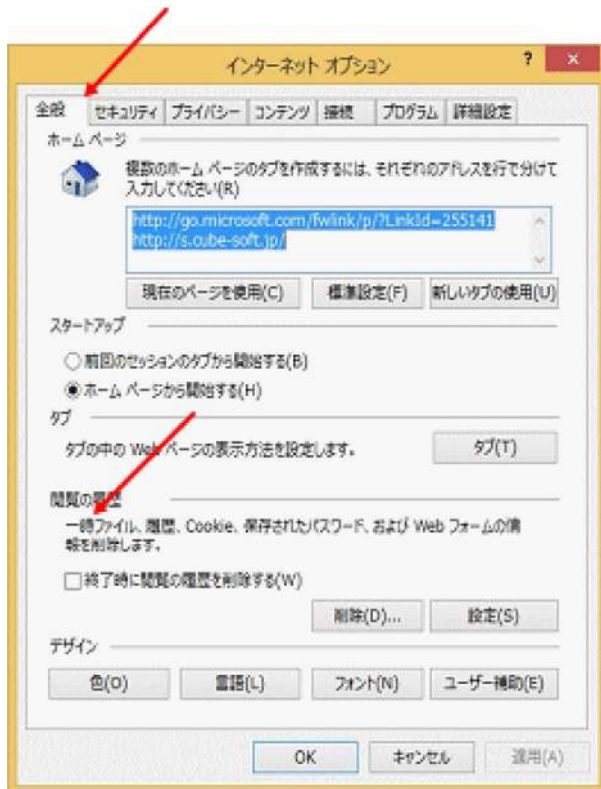 インターネット オプション
全般 セキュリティ プライバシー コンテンツ 接続 プログラム 詳細設定
ホーム ページ
複数のホーム ページのタブを作成するには、それぞれのアドレスを行で分けて
入力してください(R)
http://go.microsoft.com/fwlink/p/?LinkId=255141
http://s.cube-soft.jp/
現在のページを使用(C) 標準設定(F) 新しいタブの使用(U)
スタートアップ
前回のセッションのタブから開始する(B)
ホーム ページから開始する(H)
タブ
タブの中の Web ページの表示方法を設定します。 タブ(T)
閲覧の履歴
一時ファイル、履歴、Cookie、保存されたパスワード、および Web フォームの情
報を削除します。
終了時に閲覧の履歴を削除する(W)
削除(D)... 設定(S)
デザイン
色(O) 言語(L) フォント(N) ユーザー補助(E)
OK キャンセル 適用(A)